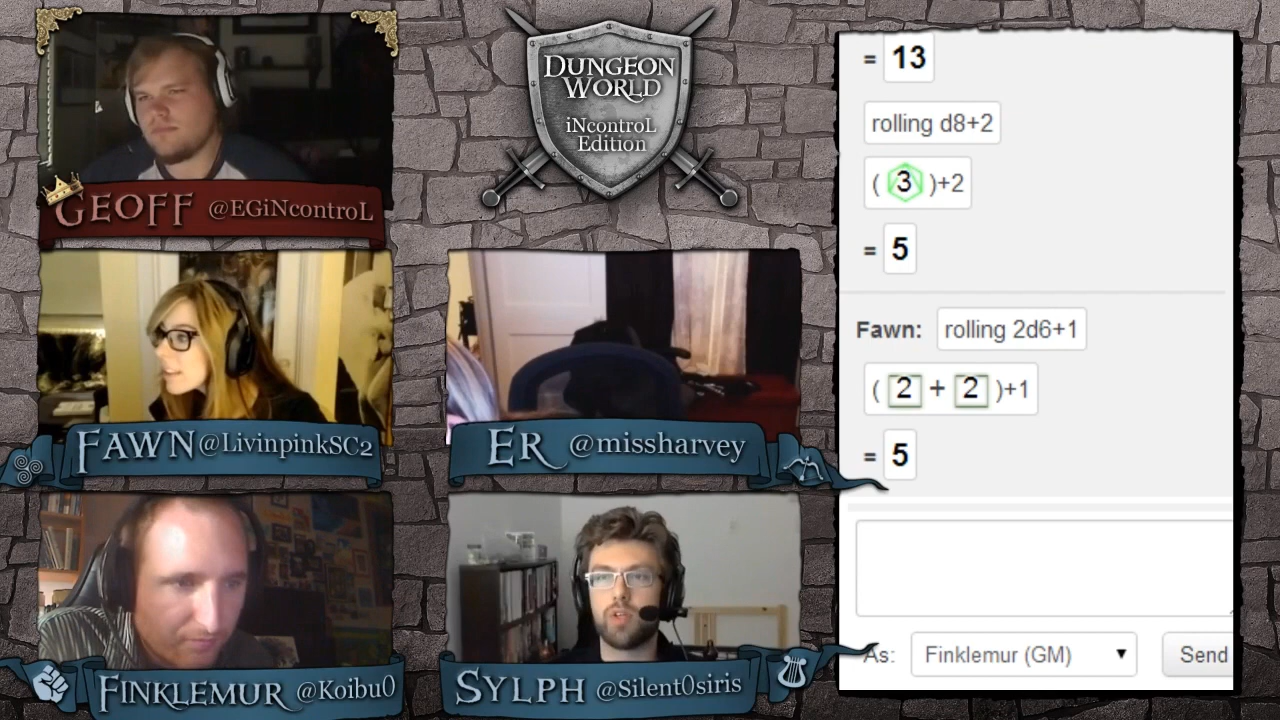 DUNGEON
WORLD
iNcontroL
Edition
GEOFF @EGiNcontroL
FAWN @LivinpinkSC2
ER @missharvey
FINKLEMUR @Koibu0
SYLPH @Silent0siris
= 13
rolling d8+2
( 3 )+2
= 5
Fawn: rolling 2d6+1
( 2 + 2 )+1
= 5
As: Finklemur (GM) ▼ Send